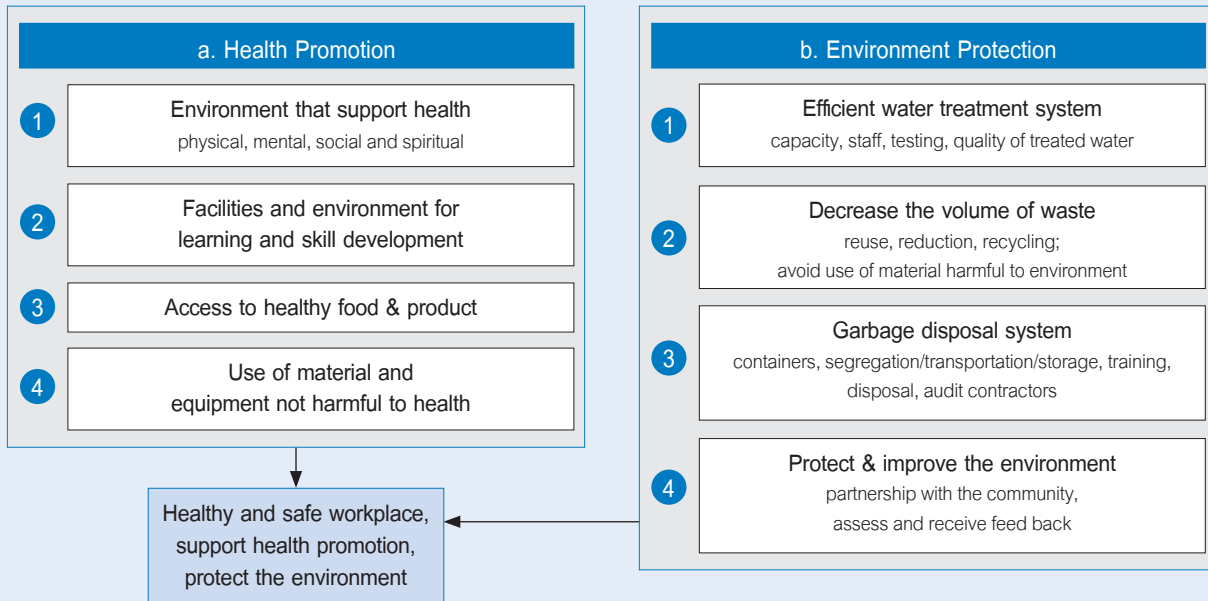 a. Health Promotion
1
Environment that support health
physical, mental, social and spiritual
2
Facilities and environment for
learning and skill development
3
Access to healthy food & product
4
Use of material and
equipment not harmful to health
Healthy and safe workplace,
support health promotion,
protect the environment
b. Environment Protection
1
Efficient water treatment system
capacity, staff, testing, quality of treated water
2
Decrease the volume of waste
reuse, reduction, recycling;
avoid use of material harmful to environment
3
Garbage disposal system
containers, segregation/transportation/storage, training,
disposal, audit contractors
4
Protect & improve the environment
partnership with the community,
assess and receive feed back